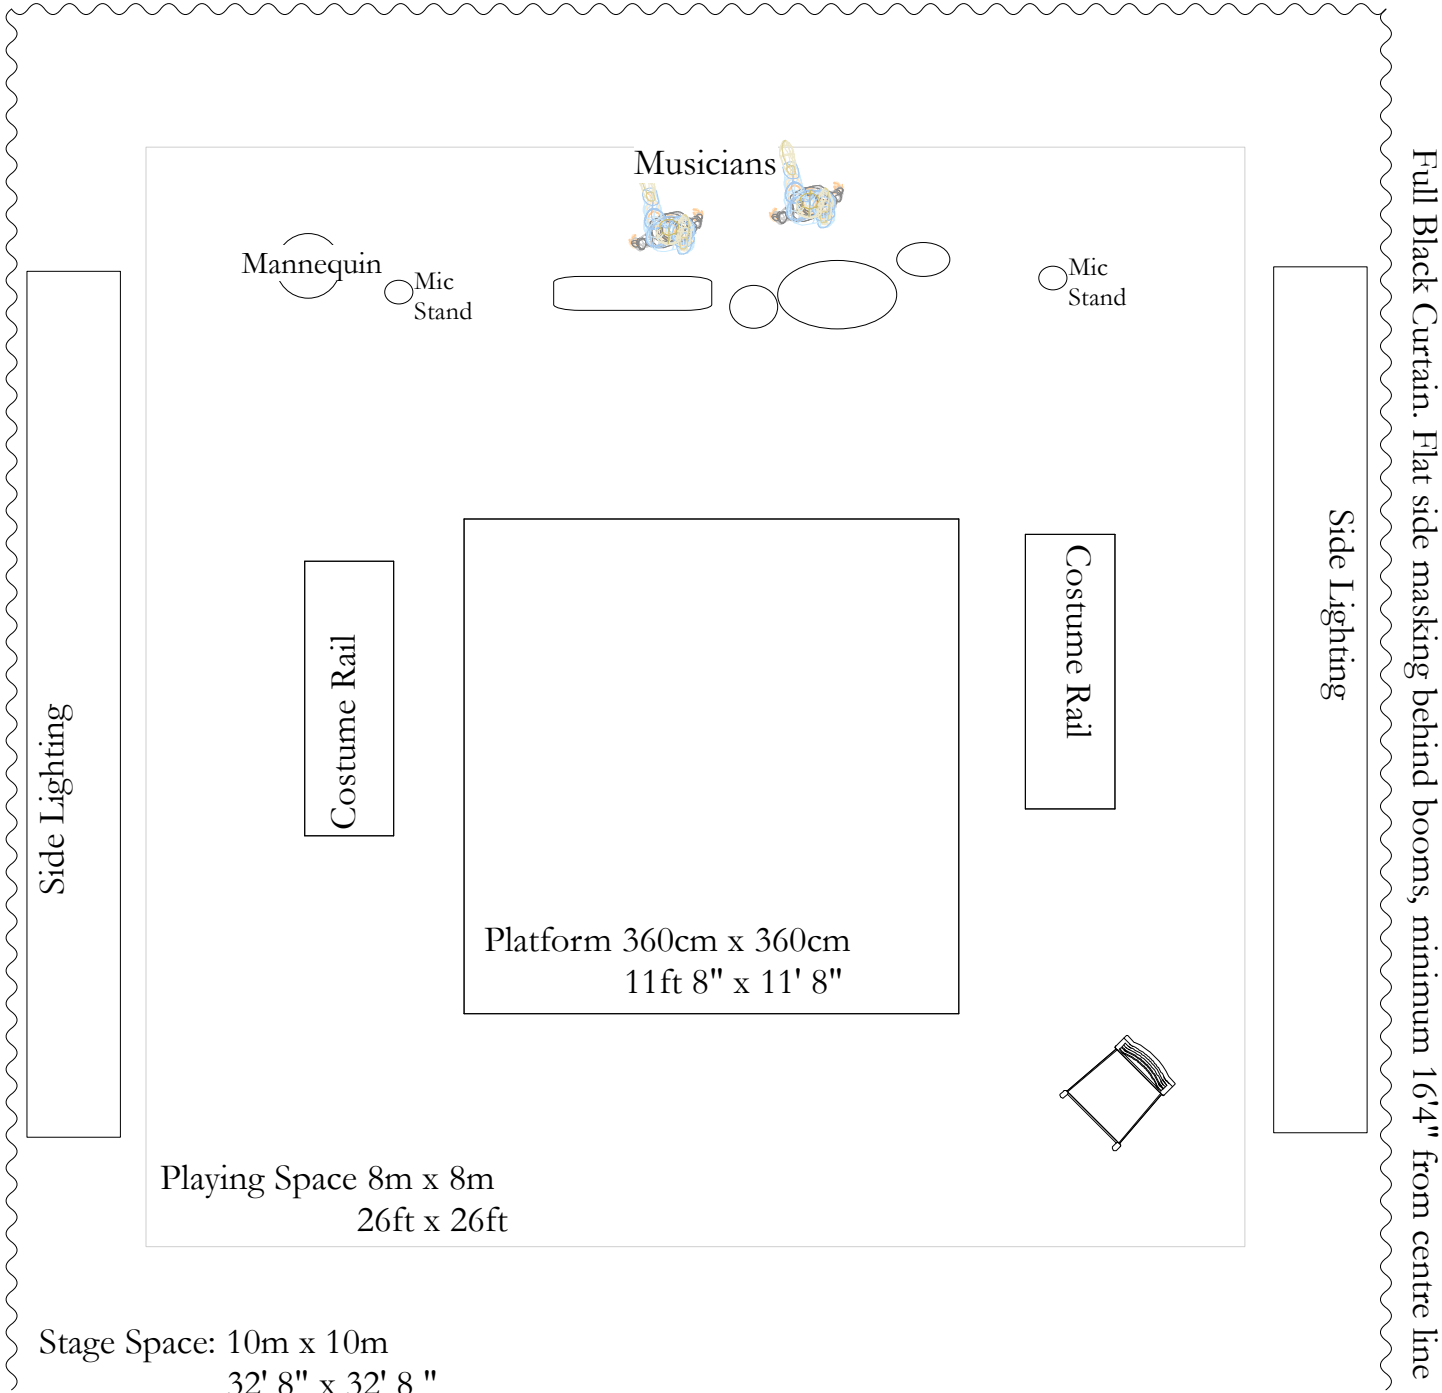 Musicians
Mannequin
Mic
Stand
Mic
Stand
Side Lighting
Costume Rail
Costume Rail
Side Lighting
Full Black Curtain. Flat side masking behind booms, minimum 16'4" from centre line
Platform 360cm x 360cm
11ft 8" x 11' 8"
Playing Space 8m x 8m
26ft x 26ft
Stage Space: 10m x 10m
32' 8" x 32' 8 "